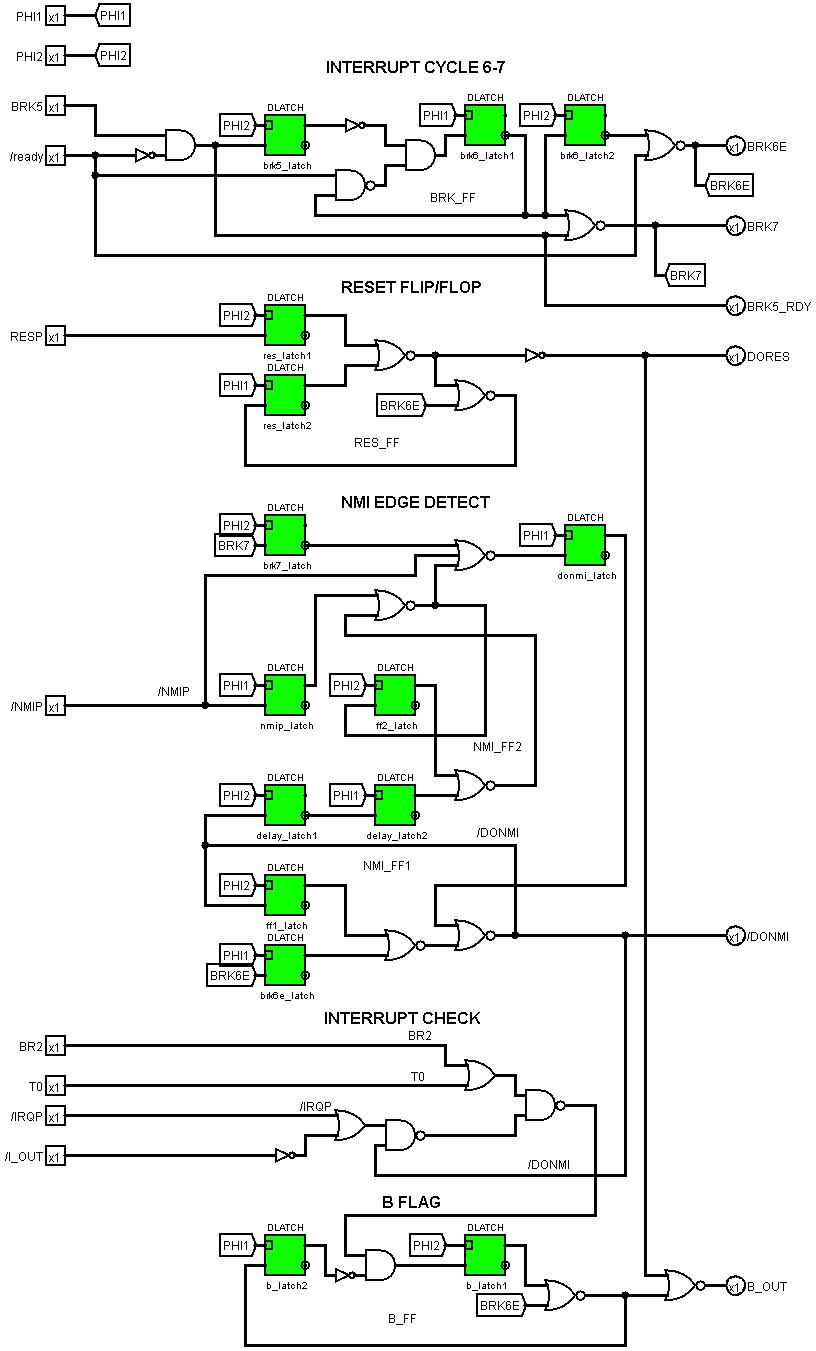 PHI1 x1 PHI1
PHI2 x1 PHI2
INTERRUPT CYCLE 6-7
BRK5 x1
/ready x1
DLATCH
PHI2
brk5_latch
DLATCH
PHI1
brk6_latch1
DLATCH
PHI2
brk6_latch2
BRK_FF
x1 BRK6E
BRK6E
x1 BRK7
BRK7
x1 BRK5_RDY
RESET FLIP/FLOP
RESP x1
DLATCH
PHI2
res_latch1
DLATCH
PHI1
res_latch2
BRK6E
RES_FF
x1 DORES
NMI EDGE DETECT
DLATCH
PHI2
BRK7
brk7_latch
DLATCH
PHI1
donmi_latch
/NMIP x1
/NMIP
DLATCH
PHI1
nmip_latch
DLATCH
PHI2
ff2_latch
NMI_FF2
DLATCH
PHI2
delay_latch1
DLATCH
PHI1
delay_latch2
/DONMI
NMI_FF1
DLATCH
PHI2
ff1_latch
DLATCH
PHI1
BRK6E
brk6e_latch
x1 /DONMI
INTERRUPT CHECK
BR2 x1
BR2
T0 x1
T0
/IRQP x1
/IRQP
/I_OUT x1
/DONMI
B FLAG
DLATCH
PHI1
b_latch2
DLATCH
PHI2
b_latch1
BRK6E
B_FF
x1 B_OUT